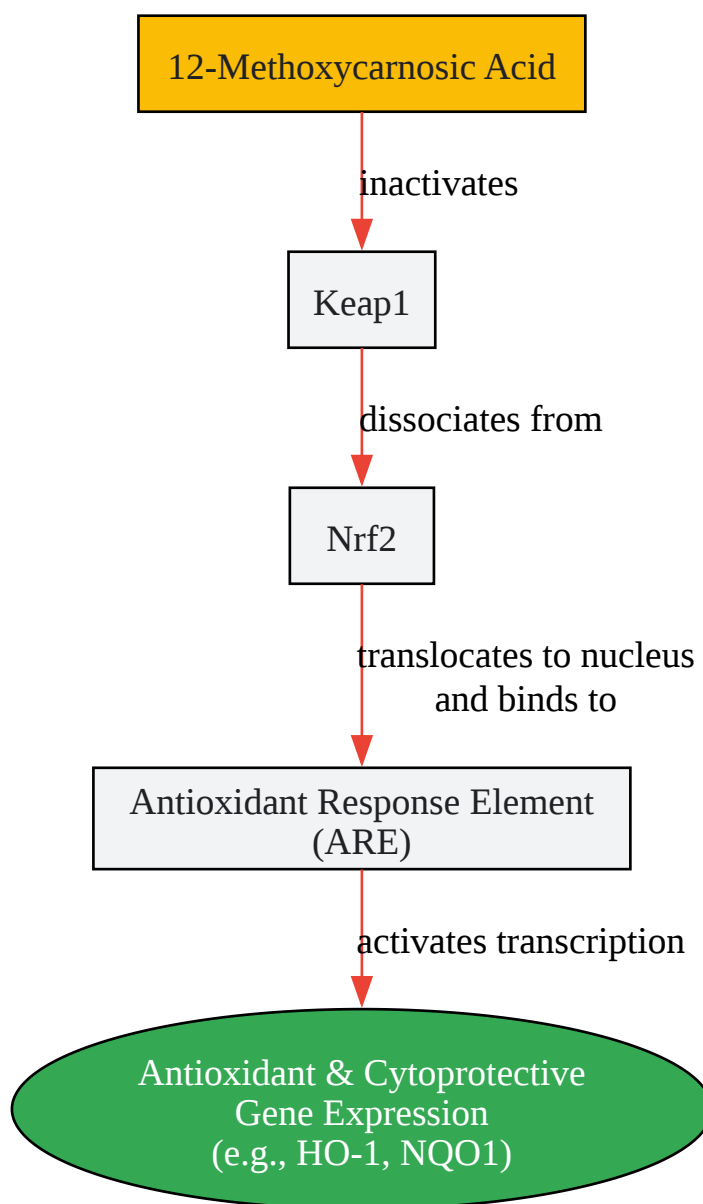 12-Methoxycarnosic Acid
inactivates
Keap1
dissociates from
Nrf2
translocates to nucleus
and binds to
Antioxidant Response Element
(ARE)
activates transcription
Antioxidant & Cytoprotective
Gene Expression
(e.g., HO-1, NQO1)